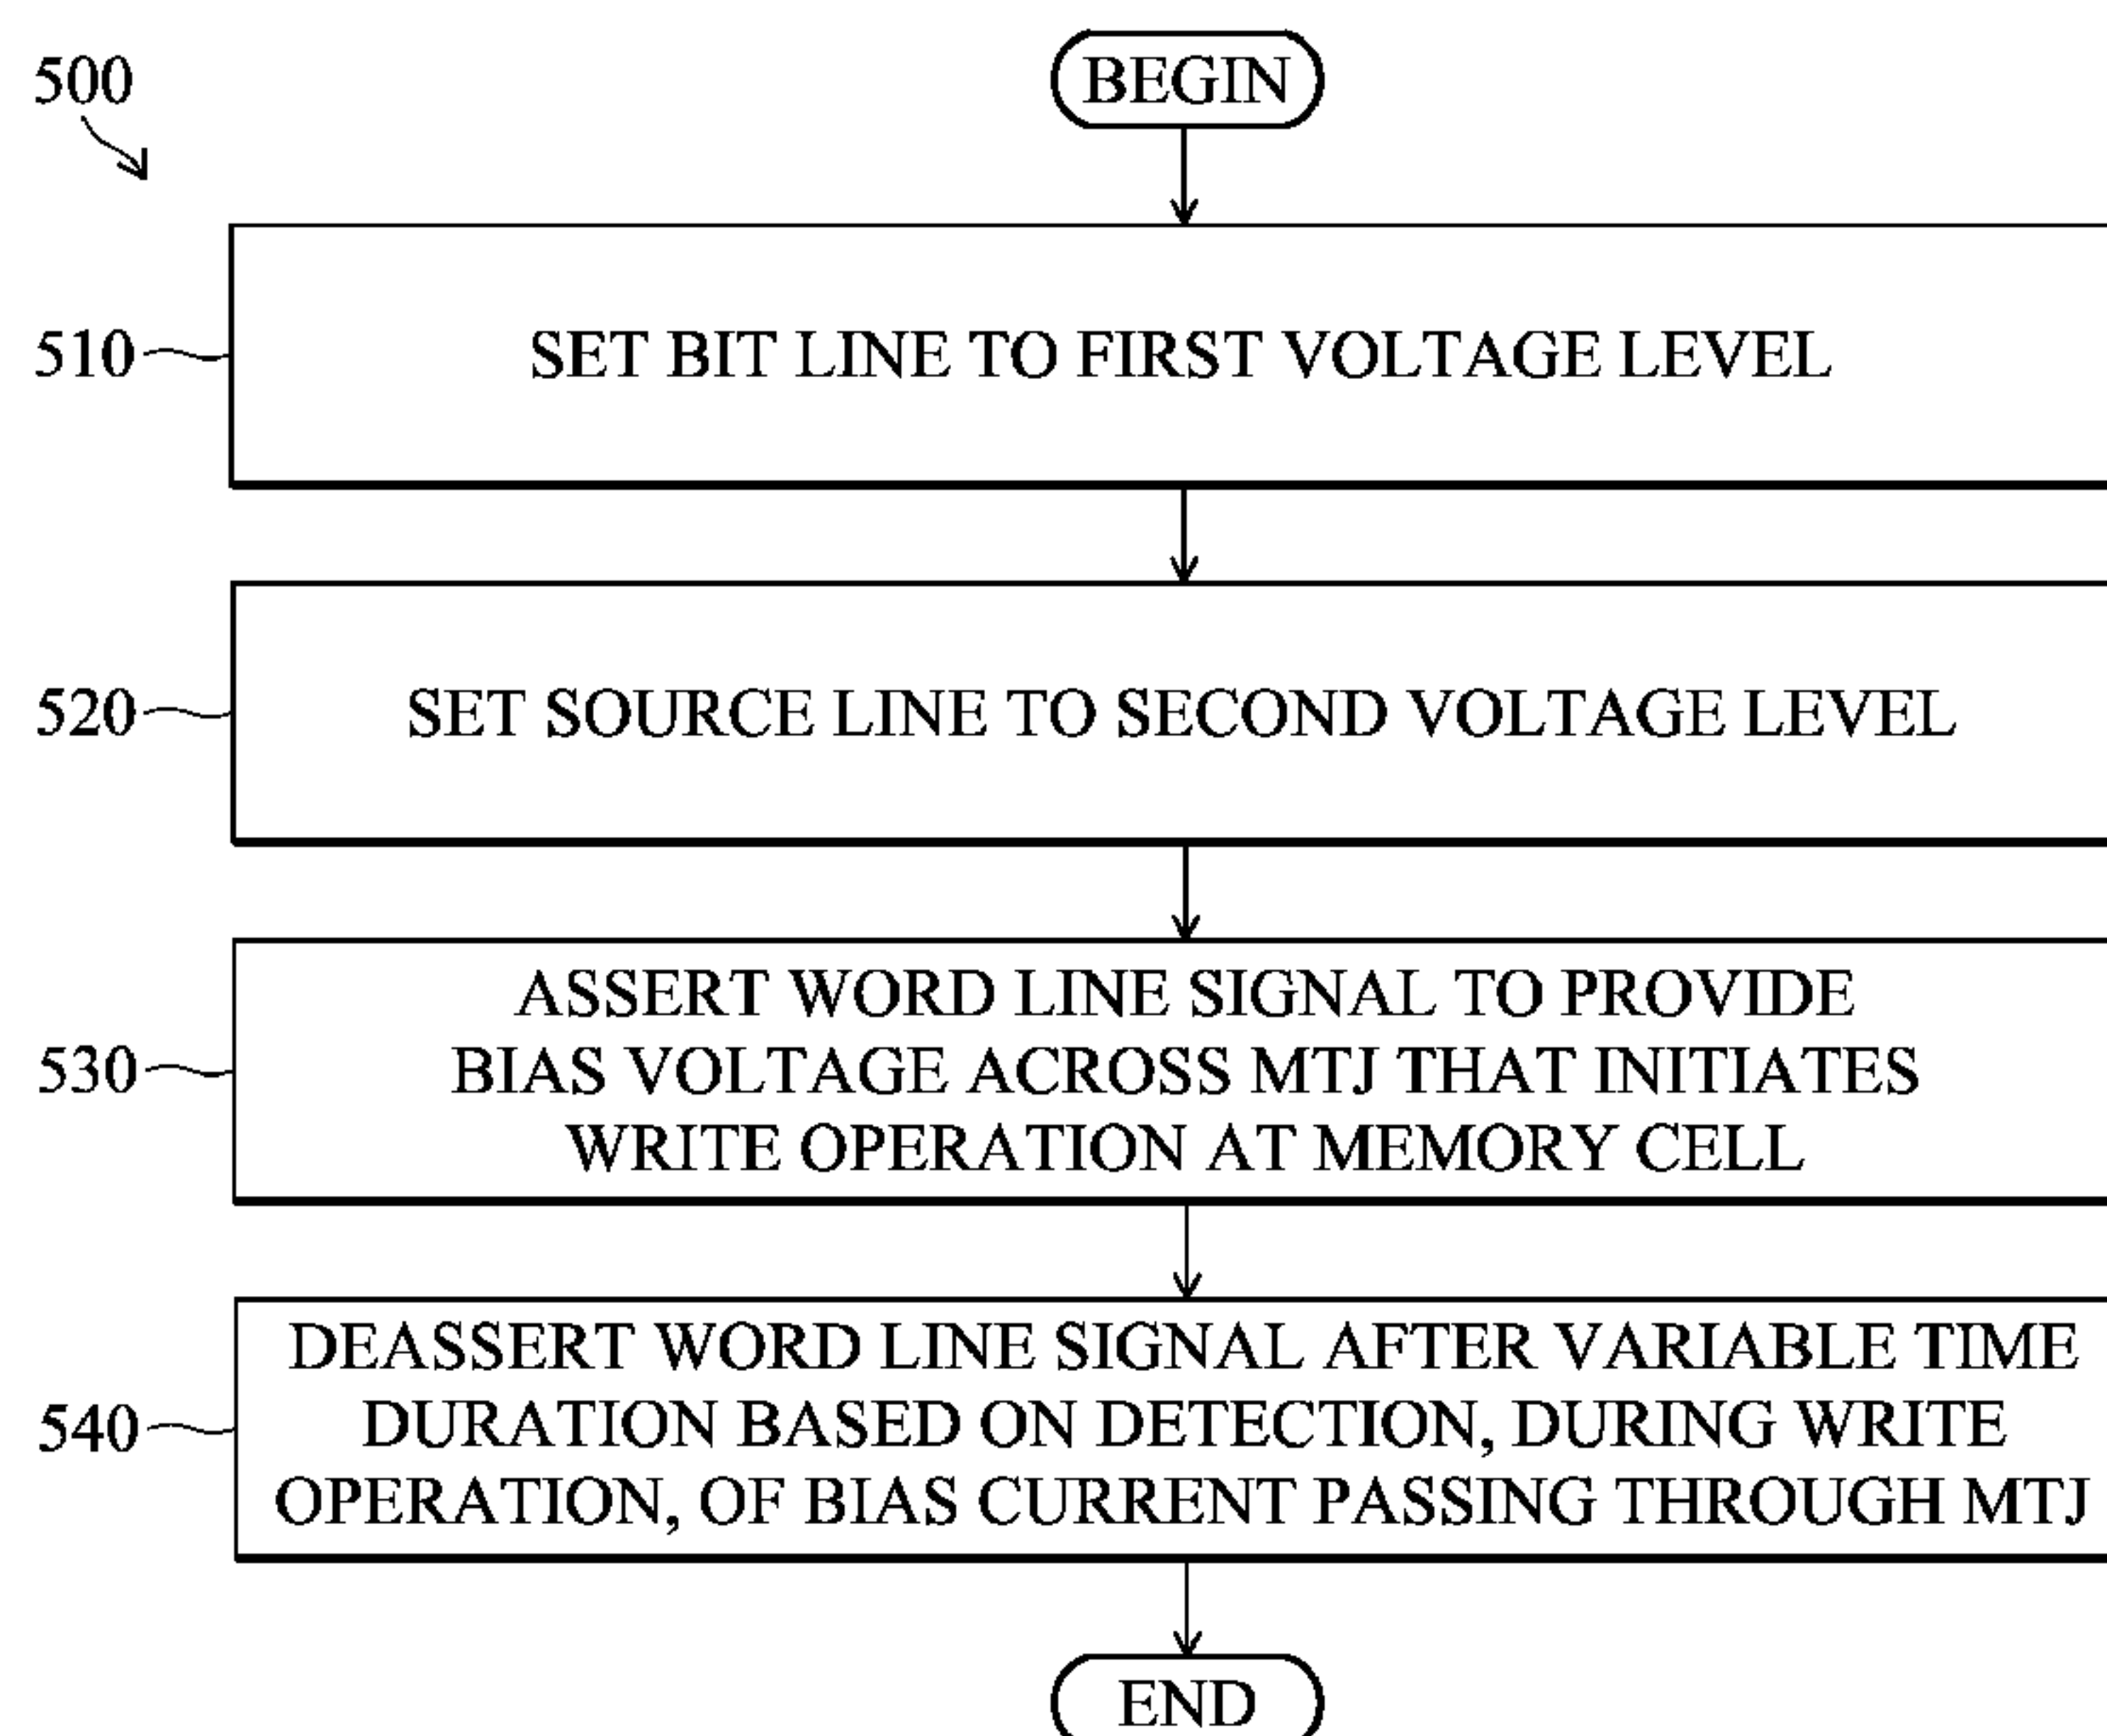 500
BEGIN
510
SET BIT LINE TO FIRST VOLTAGE LEVEL
520
SET SOURCE LINE TO SECOND VOLTAGE LEVEL
530
ASSERT WORD LINE SIGNAL TO PROVIDE
BIAS VOLTAGE ACROSS MTJ THAT INITIATES
WRITE OPERATION AT MEMORY CELL
540
DEASSERT WORD LINE SIGNAL AFTER VARIABLE TIME
DURATION BASED ON DETECTION, DURING WRITE
OPERATION, OF BIAS CURRENT PASSING THROUGH MTJ
END